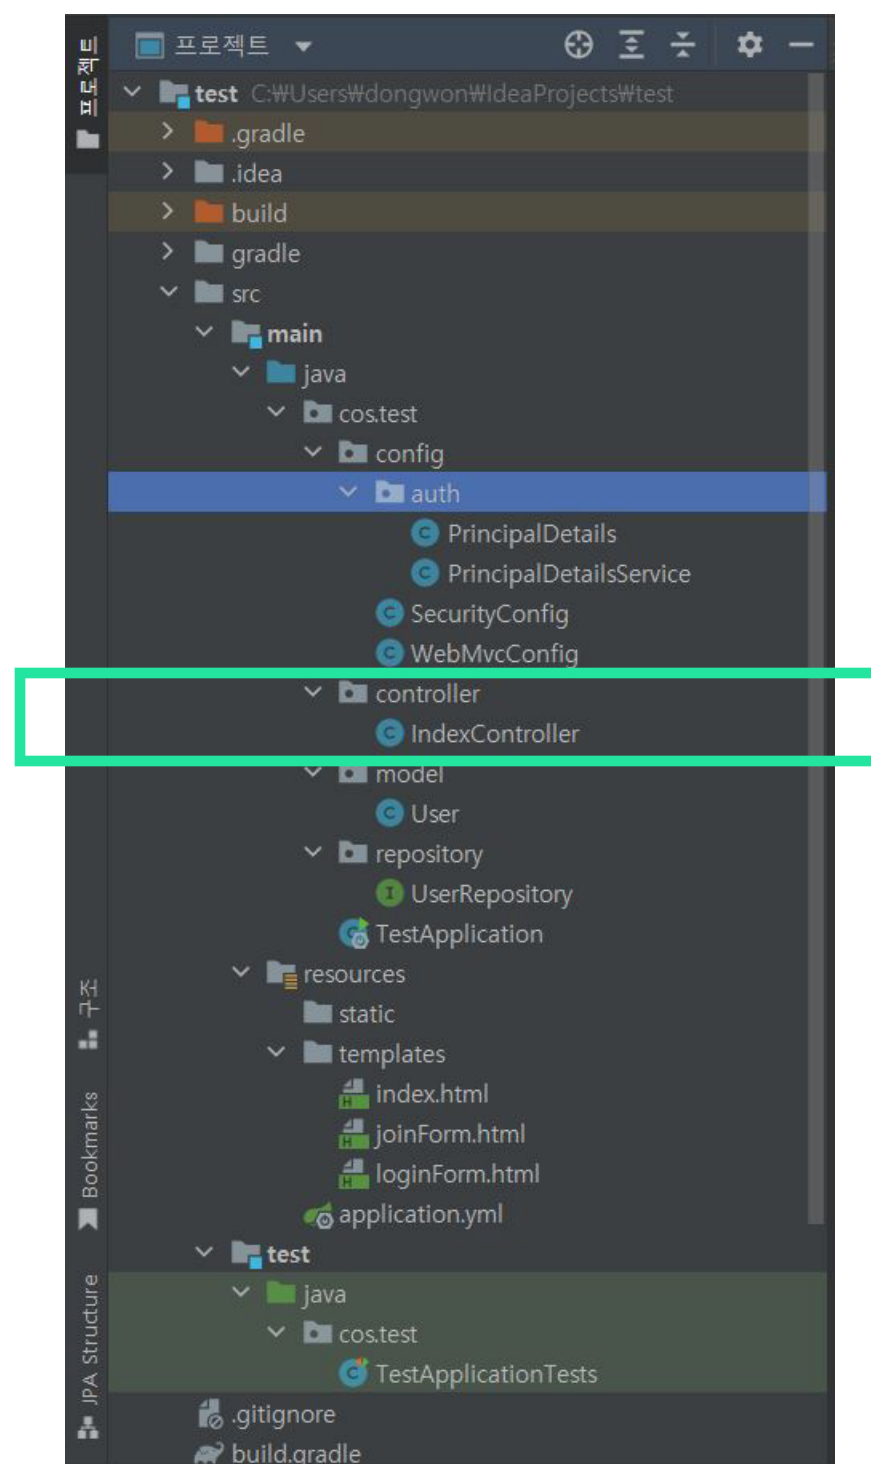 프로젝트
프로젝트
test C:₩Users₩dongwon₩IdeaProjects₩test
.gradle
.idea
build
gradle
src
main
java
cos.test
config
auth
PrincipalDetails
PrincipalDetailsService
SecurityConfig
WebMvcConfig
controller
IndexController
model
User
repository
UserRepository
TestApplication
resources
static
templates
index.html
joinForm.html
loginForm.html
application.yml
test
java
cos.test
TestApplicationTests
.gitignore
build.gradle
구조
Bookmarks
JPA Structure